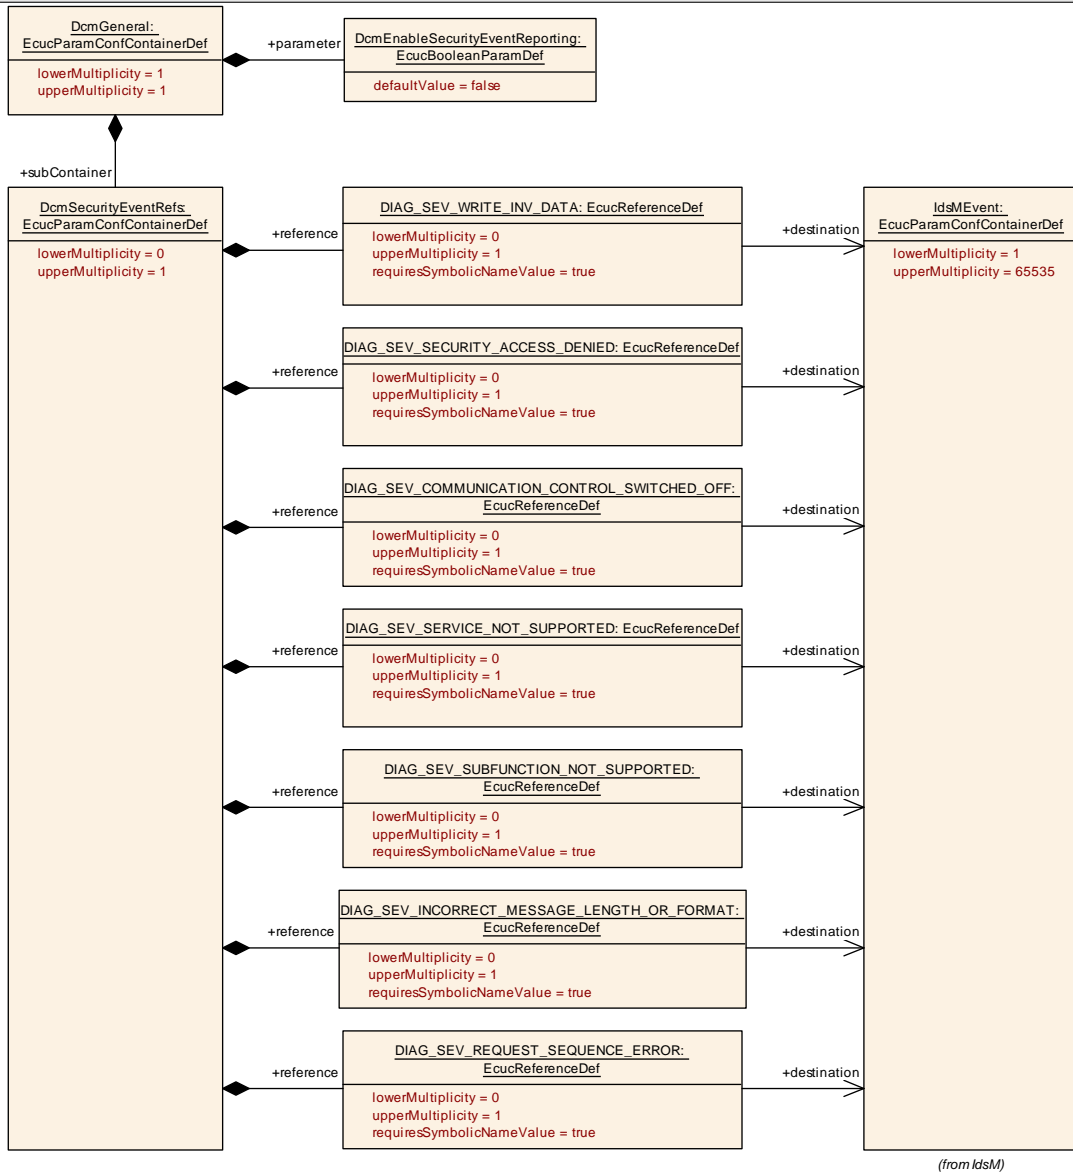 DcmGeneral:
EcucParamConfContainerDef
lowerMultiplicity = 1
upperMultiplicity = 1
+parameter
DcmEnableSecurityEventReporting:
EcucBooleanParamDef
defaultValue = false
+subContainer
DcmSecurityEventRefs:
EcucParamConfContainerDef
lowerMultiplicity = 0
upperMultiplicity = 1
+reference
DIAG_SEV_WRITE_INV_DATA: EcucReferenceDef
lowerMultiplicity = 0
upperMultiplicity = 1
requiresSymbolicNameValue = true
+destination
IdsMEvent:
EcucParamConfContainerDef
lowerMultiplicity = 1
upperMultiplicity = 65535
+reference
DIAG_SEV_SECURITY_ACCESS_DENIED: EcucReferenceDef
lowerMultiplicity = 0
upperMultiplicity = 1
requiresSymbolicNameValue = true
+destination
+reference
DIAG_SEV_COMMUNICATION_CONTROL_SWITCHED_OFF:
EcucReferenceDef
lowerMultiplicity = 0
upperMultiplicity = 1
requiresSymbolicNameValue = true
+destination
+reference
DIAG_SEV_SERVICE_NOT_SUPPORTED: EcucReferenceDef
lowerMultiplicity = 0
upperMultiplicity = 1
requiresSymbolicNameValue = true
+destination
+reference
DIAG_SEV_SUBFUNCTION_NOT_SUPPORTED:
EcucReferenceDef
lowerMultiplicity = 0
upperMultiplicity = 1
requiresSymbolicNameValue = true
+destination
+reference
DIAG_SEV_INCORRECT_MESSAGE_LENGTH_OR_FORMAT:
EcucReferenceDef
lowerMultiplicity = 0
upperMultiplicity = 1
requiresSymbolicNameValue = true
+destination
+reference
DIAG_SEV_REQUEST_SEQUENCE_ERROR:
EcucReferenceDef
lowerMultiplicity = 0
upperMultiplicity = 1
requiresSymbolicNameValue = true
+destination
(from IdsM)